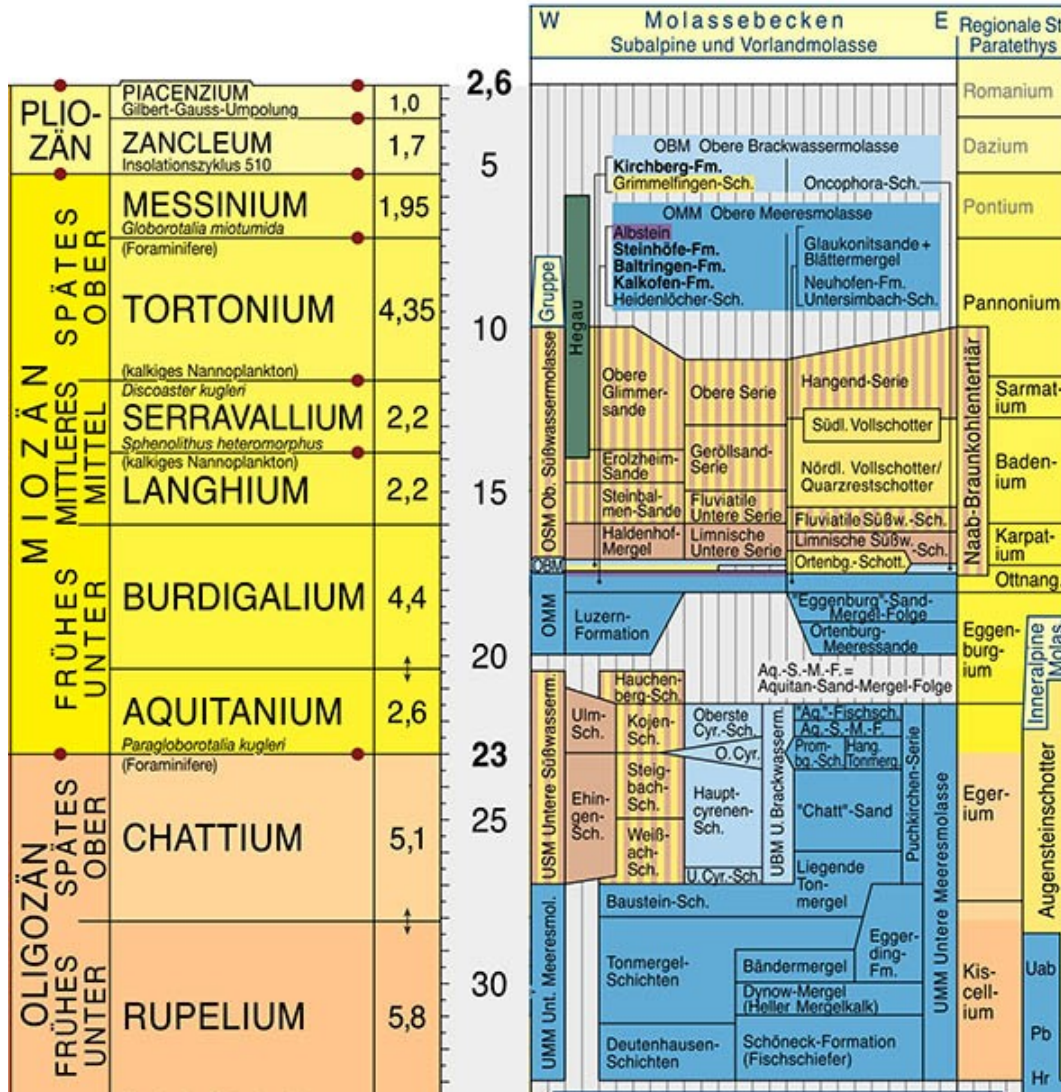 W Molassebecken E
Subalpine und Vorlandmolasse
Regionale St
Paratethys
PLIO-
ZÄN
PIACENZIUM
Gilbert-Gauss-Umpolung
1,0
ZANCLEUM
Insolationszyklus 510
1,7
MIOZÄN
SPÄTES
OBER
MESSINIUM
Globorotalia miotumida
1,95
(Foraminifere)
TORTONIUM
4,35
(kalkiges Nannoplankton)
MITTLERES
MITTEL
Discoaster kugleri
SERRAVALLIUM
2,2
Sphenolithus heteromorphus
(kalkiges Nannoplankton)
LANGHIUM
2,2
FRÜHES
UNTER
BURDIGALIUM
4,4
AQUITANIUM
2,6
Paragloborotalia kugleri
OLIGOZÄN
SPÄTES
OBER
(Foraminifere)
CHATTIUM
5,1
FRÜHES
UNTER
RUPELIUM
5,8
2,6
5
10
15
20
23
25
30
OBM Obere Brackwassermolasse
Kirchberg-Fm.
Grimmelfingen-Sch.
Oncophora-Sch.
OMM Obere Meeresmolasse
Albstein
Steinhöfe-Fm.
Baltringen-Fm.
Kalkofen-Fm.
Heidenlöcher-Sch.
Glaukonitsande +
Blättermergel
Neuhofen-Fm.
Untersimbach-Sch.
Gruppe
Hegau
OSM Ob. Süßwassermolasse
Obere
Glimmer-
sande
Obere Serie
Hangend-Serie
Südl. Vollschotter
Erolzheim-
Sande
Geröllsand-
Serie
Nördl. Vollschotter/
Quarzrestschotter
Steinbal-
men-Sande
Fluviatile
Untere Serie
Fluviatile Süßw.-Sch.
Haldenhof-
Mergel
Limnische
Untere Serie
Limnische Süßw.
-Sch.
Ortenbg.-Schott.
Naab-Braunkohlentertiär
OBM
OMM
Luzern-
Formation
"Eggenburg"-Sand-
Mergel-Folge
Ortenburg-
Meeressande
Aq.-S.-M.-F.=
Aquitan-Sand-Mergel-Folge
USM Untere Süßwasserm.
Ulm-
Sch.
Ehin-
gen-
Sch.
Hauchen-
berg-Sch.
Kojen-
Sch.
Steig-
bach-
Sch.
Weiß-
ach-
Sch.
Oberste
Cyr.-Sch.
O. Cyr.
Haupt-
cyrenen-
Sch.
U.Cyr.-Sch.
UBM U.Brackwasserm.
"Aq."-Fischsch.
Aq.-S.-M.-F.
Prom-
bg.-Sch.
Hang.
Tonmerg.
"Chatt"-Sand
Liegende
Ton-
mergel
Puchkirchen-Serie
UMM Untere Meeresmolasse
UMM Unt. Meeresmol.
Baustein-Sch.
Tonmergel-
Schichten
Bändermergel
Egger-
ding-
Fm.
Dynow-Mergel
(Heller Mergelkalk)
Deutenhausen-
Schichten
Schöneck-Formation
(Fischschiefer)
Romanium
Dazium
Pontium
Pannonium
Sarmat-
ium
Baden-
ium
Karpat-
ium
Ottnang.
Eggen-
burg-
ium
Eger-
ium
Kis-
cellium
Inneralpine
Molas
Augensteinschotter
Uab
Pb
Hr